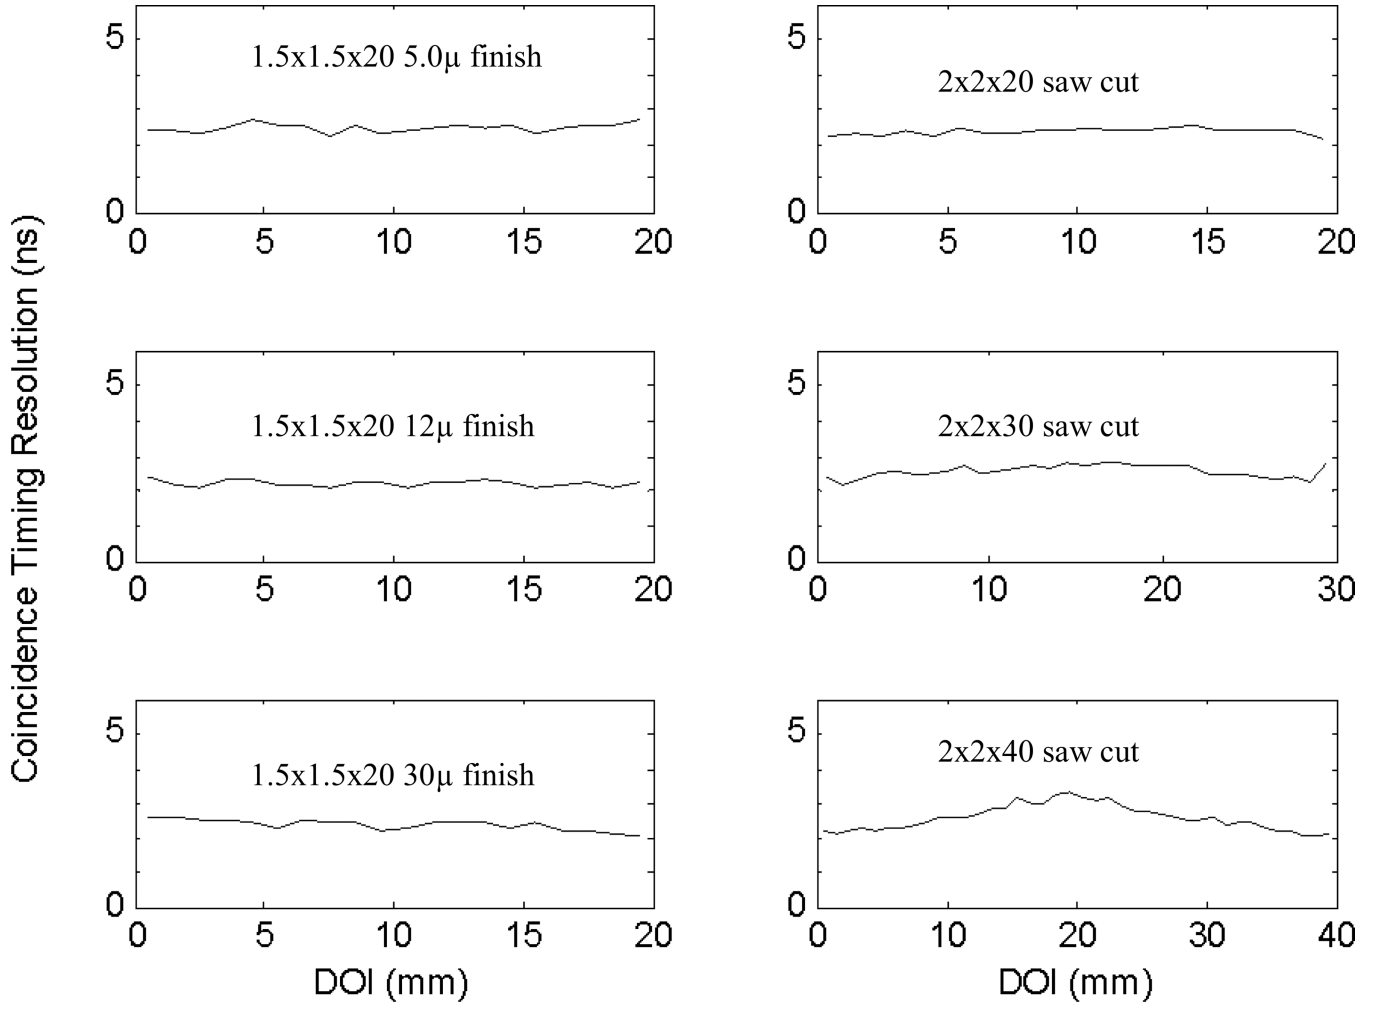 Coincidence Timing Resolution (ns)
5
0
1.5x1.5x20 5.0µ finish
0 5 10 15 20
5
0
2x2x20 saw cut
0 5 10 15 20
5
0
1.5x1.5x20 12µ finish
0 5 10 15 20
5
0
2x2x30 saw cut
0 10 20 30
5
0
1.5x1.5x20 30µ finish
0 5 10 15 20
DOI (mm)
5
0
2x2x40 saw cut
0 10 20 30 40
DOI (mm)